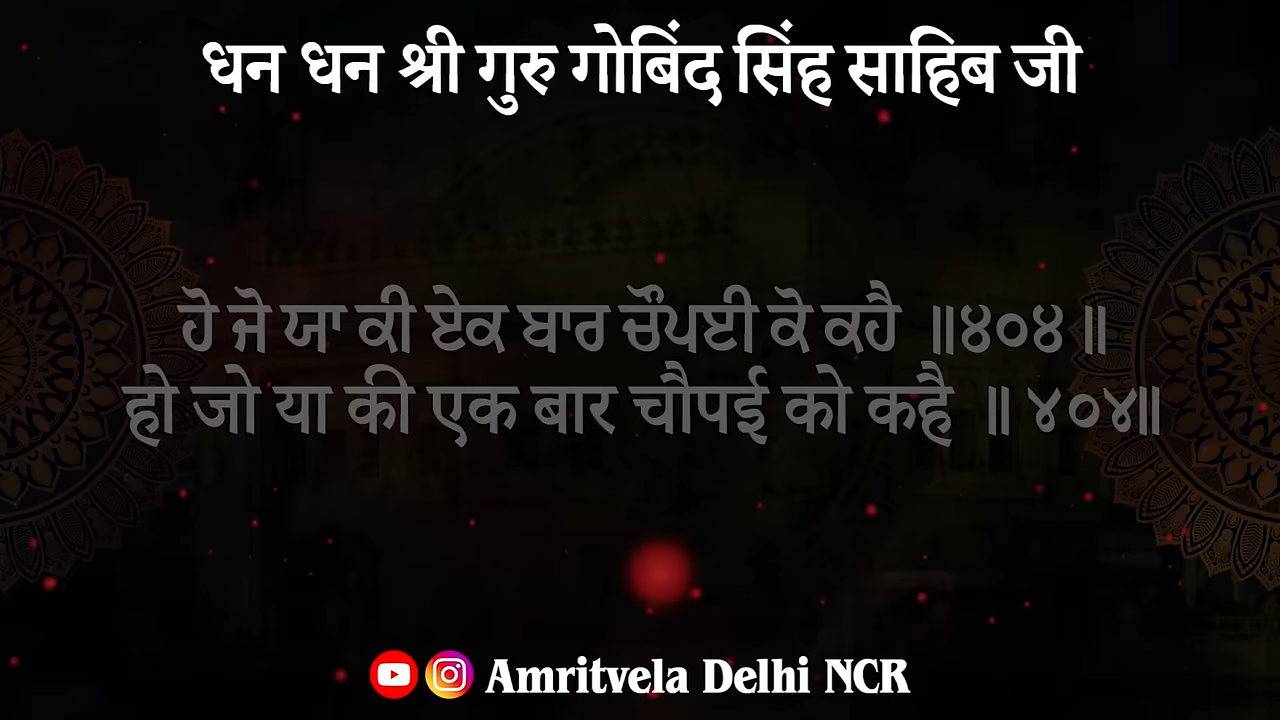 धन धन श्री गुरु गोबिंद सिंह साहिब जी
ਹੋ ਜੋ ਯਾ ਕੀ ਏਕ ਬਾਰ ਚੌਪਈ ਕੋ ਕਹੈ ॥੪੦੪॥
हो जो या की एक बार चौपई को कहै ॥ ४०४॥
Amritvela Delhi NCR